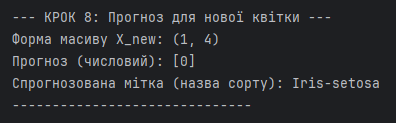 --- КРОК 8: Прогноз для нової квітки ---
Форма масиву X_new: (1, 4)
Прогноз (числовий): [0]
Спрогнозована мітка (назва сорту): Iris-setosa
-----------------------------